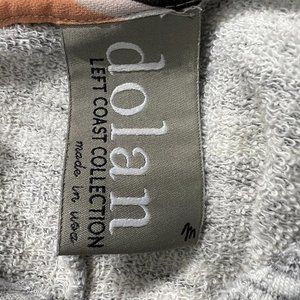 dolan
LEFT COAST COLLECTION
made in usa
M